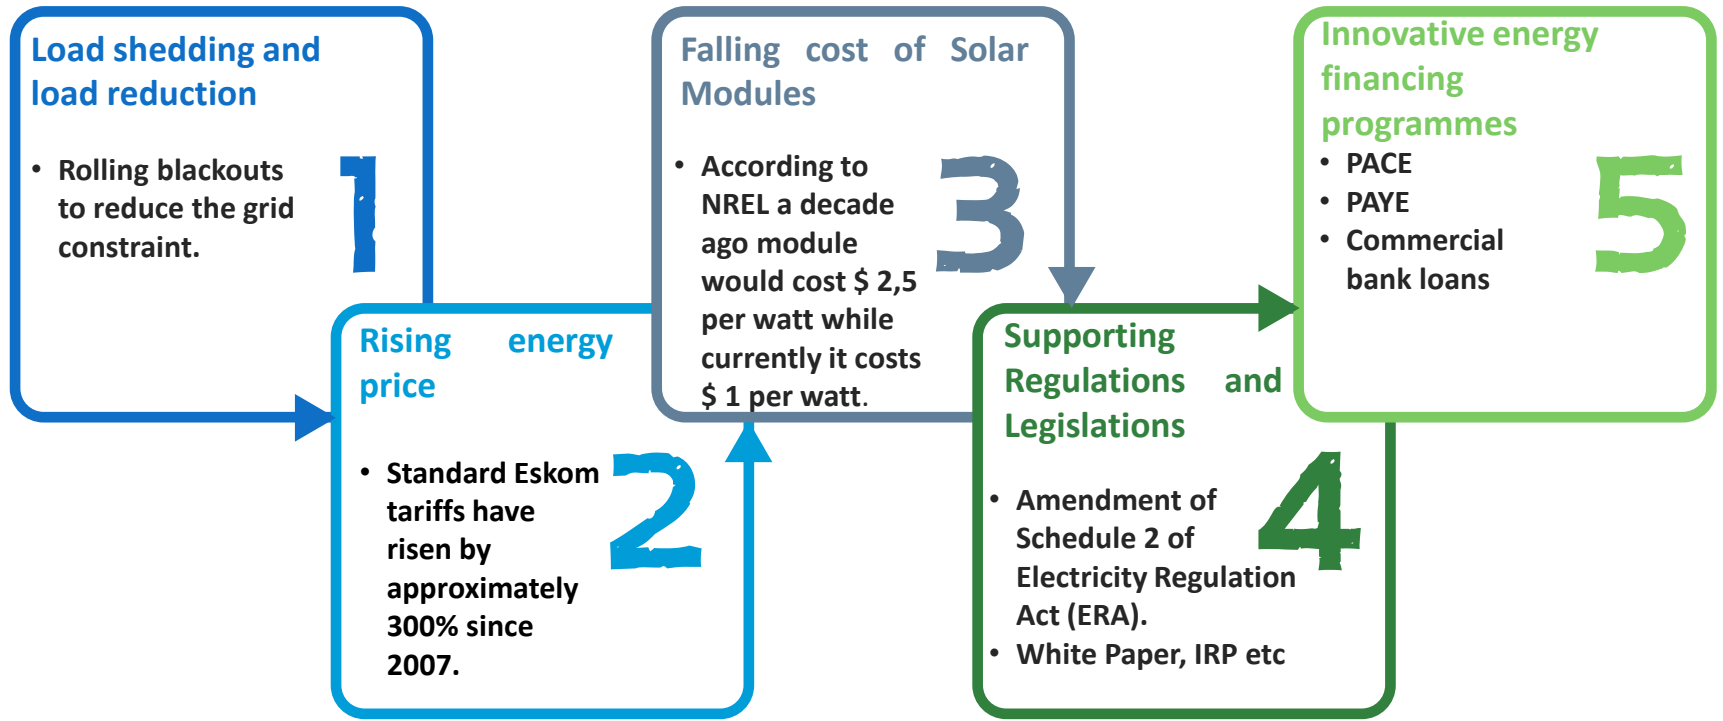 Load shedding and
load reduction
• Rolling blackouts
to reduce the grid
constraint.
1
Rising energy
price
• Standard Eskom
tariffs have
risen by
approximately
300% since
2007.
2
Falling cost of Solar
Modules
• According to
NREL a decade
ago module
would cost $ 2,5
per watt while
currently it costs
$ 1 per watt.
3
Supporting
Regulations and
Legislations
• Amendment of
Schedule 2 of
Electricity Regulation
Act (ERA).
• White Paper, IRP etc
4
Innovative energy
financing
programmes
• PACE
• PAYE
• Commercial
bank loans
5